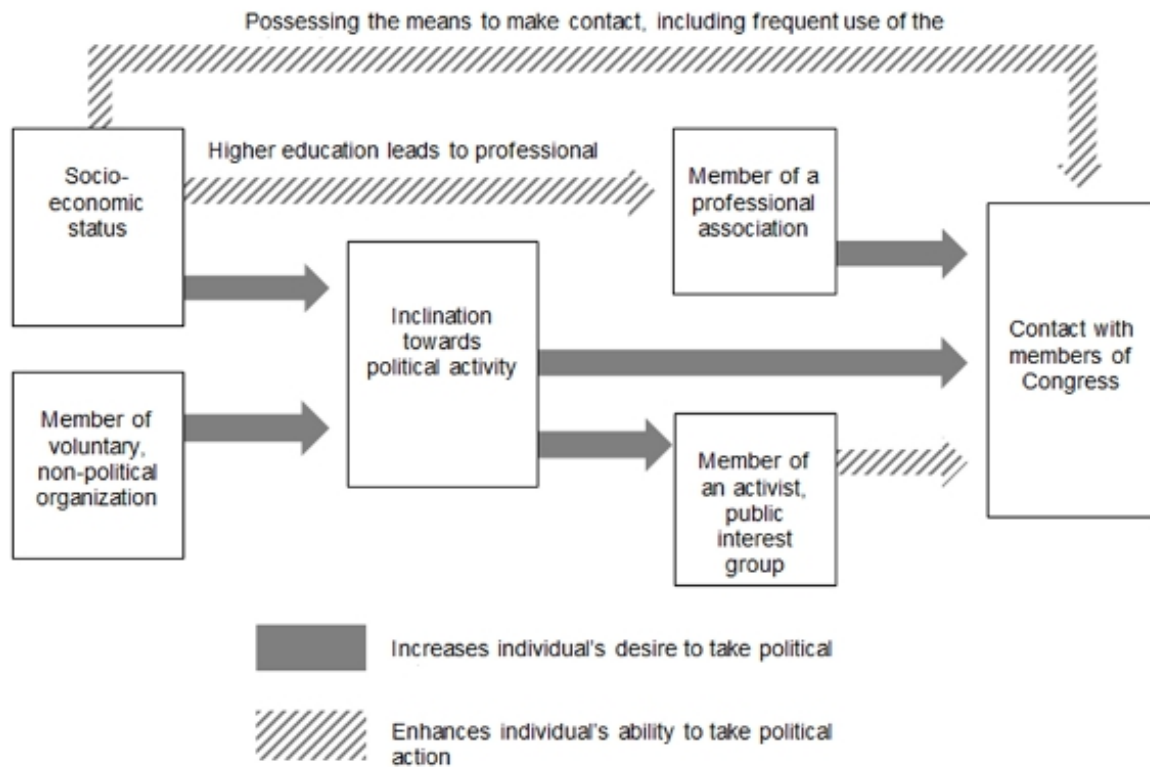 Possessing the means to make contact, including frequent use of the
Higher education leads to professional
Socio-
economic
status
Member of a
professional
association
Inclination
towards
political activity
Contact with
members of
Congress
Member of
voluntary,
non-political
organization
Member of
an activist,
public
interest
group
Increases individual's desire to take political
Enhances individual's ability to take political
action